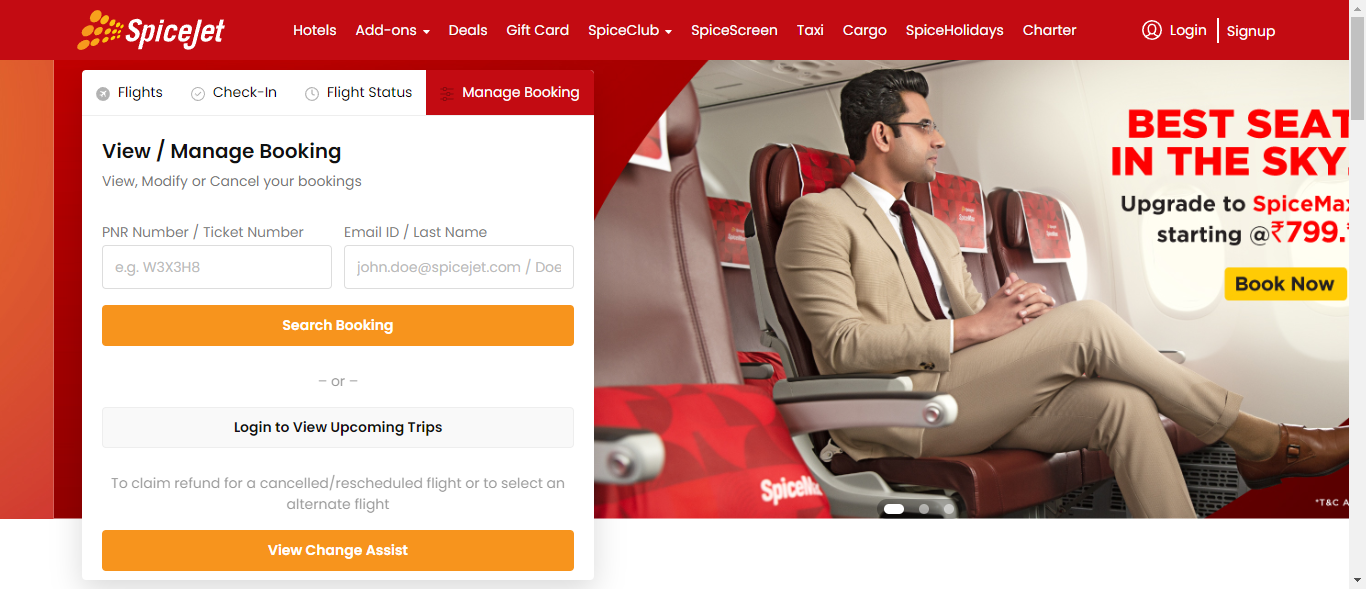 SpiceJet
Hotels Add-ons Deals Gift Card SpiceClub SpiceScreen Taxi Cargo SpiceHolidays Charter
Login Signup
Flights Check-In Flight Status Manage Booking
View / Manage Booking
View, Modify or Cancel your bookings
PNR Number / Ticket Number Email ID / Last Name
e.g. W3X3H8 john.doe@spicejet.com / Doe
Search Booking
– or –
Login to View Upcoming Trips
To claim refund for a cancelled/rescheduled flight or to select an
alternate flight
View Change Assist
BEST SEAT
IN THE SKY.
Upgrade to SpiceMax
starting @₹799.*
Book Now
SpiceMax
SpiceMa
*T&C A